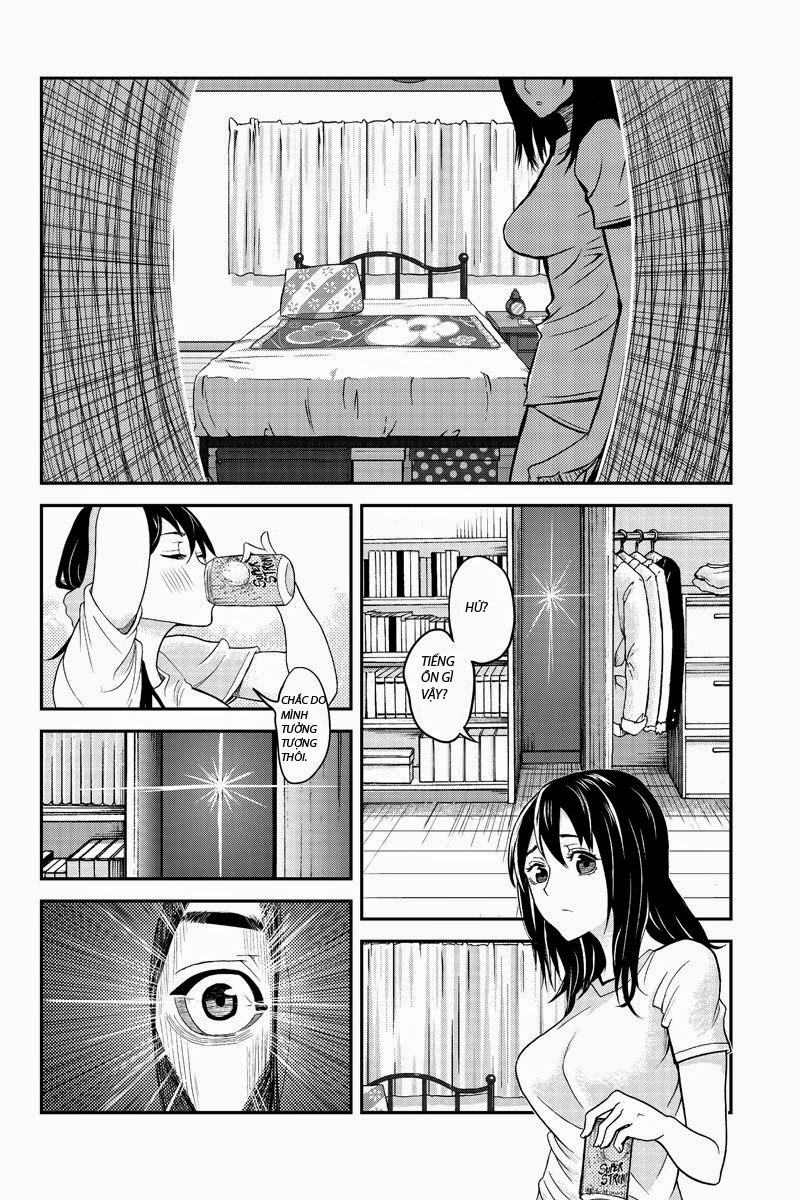 HỬ?
TIẾNG
ỒN GÌ
VẬY?
SUPER
STRON
CHẮC DO
MÌNH
TƯỞNG
TƯỢNG
THÔI.
SUPER
STRON